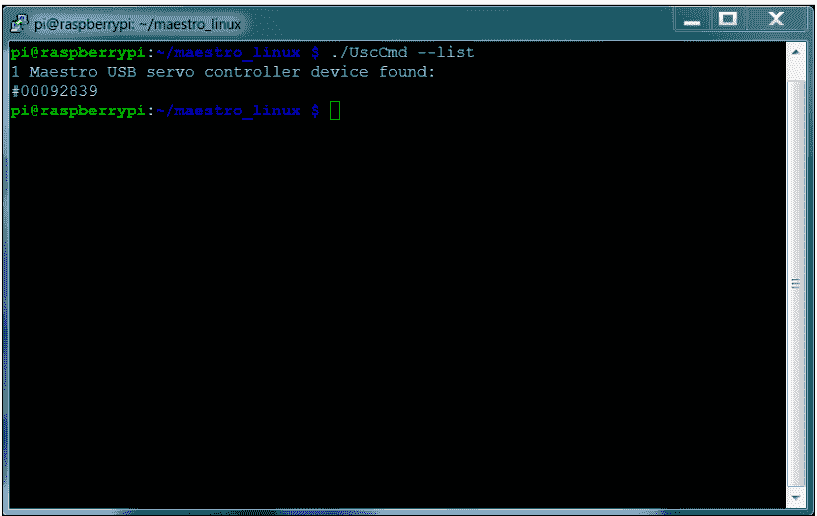 pi@raspberrypi: ~/maestro_linux
pi@raspberrypi:~/maestro_linux $ ./UscCmd --list
1 Maestro USB servo controller device found:
#00092839
pi@raspberrypi:~/maestro_linux $